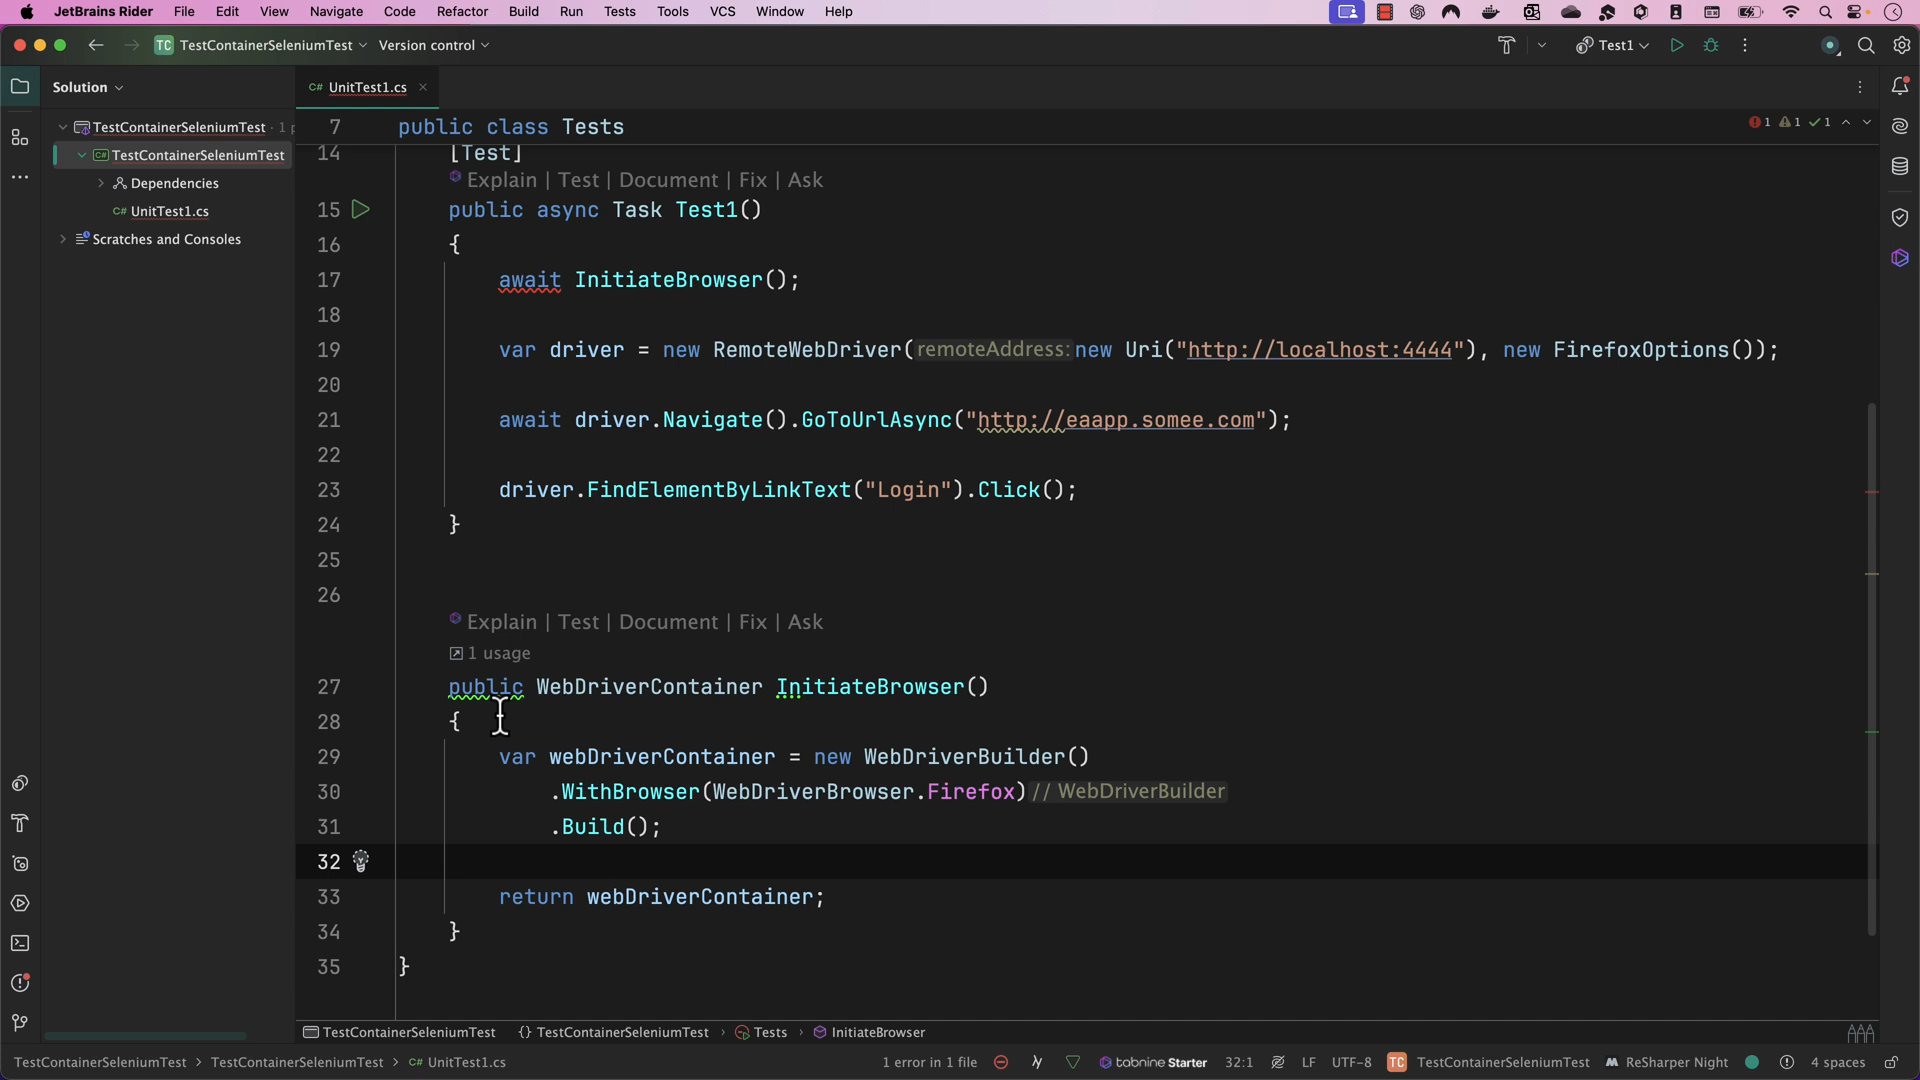 JetBrains Rider File Edit View Navigate Code Refactor Build Run Tests Tools VCS Window Help
TC TestContainerSeleniumTest Version control Test1
Solution C# UnitTest1.cs
TestContainerSeleniumTest · 1 p
C# TestContainerSeleniumTest
Dependencies
C# UnitTest1.cs
Scratches and Consoles
7 public class Tests 1 1 1
14 [Test]
Explain | Test | Document | Fix | Ask
15 public async Task Test1()
16 {
17 await InitiateBrowser();
18
19 var driver = new RemoteWebDriver(remoteAddress: new Uri("http://localhost:4444"), new FirefoxOptions());
20
21 await driver.Navigate().GoToUrlAsync("http://eaapp.somee.com");
22
23 driver.FindElementByLinkText("Login").Click();
24 }
25
26
Explain | Test | Document | Fix | Ask
1 usage
27 public WebDriverContainer InitiateBrowser()
28 {
29 var webDriverContainer = new WebDriverBuilder()
30 .WithBrowser(WebDriverBrowser.Firefox) // WebDriverBuilder
31 .Build();
32
33 return webDriverContainer;
34 }
35 }
TestContainerSeleniumTest {} TestContainerSeleniumTest › Tests › InitiateBrowser
TestContainerSeleniumTest › TestContainerSeleniumTest › C# UnitTest1.cs 1 error in 1 file tabnine Starter 32:1 LF UTF-8 TC TestContainerSeleniumTest ReSharper Night 4 spaces